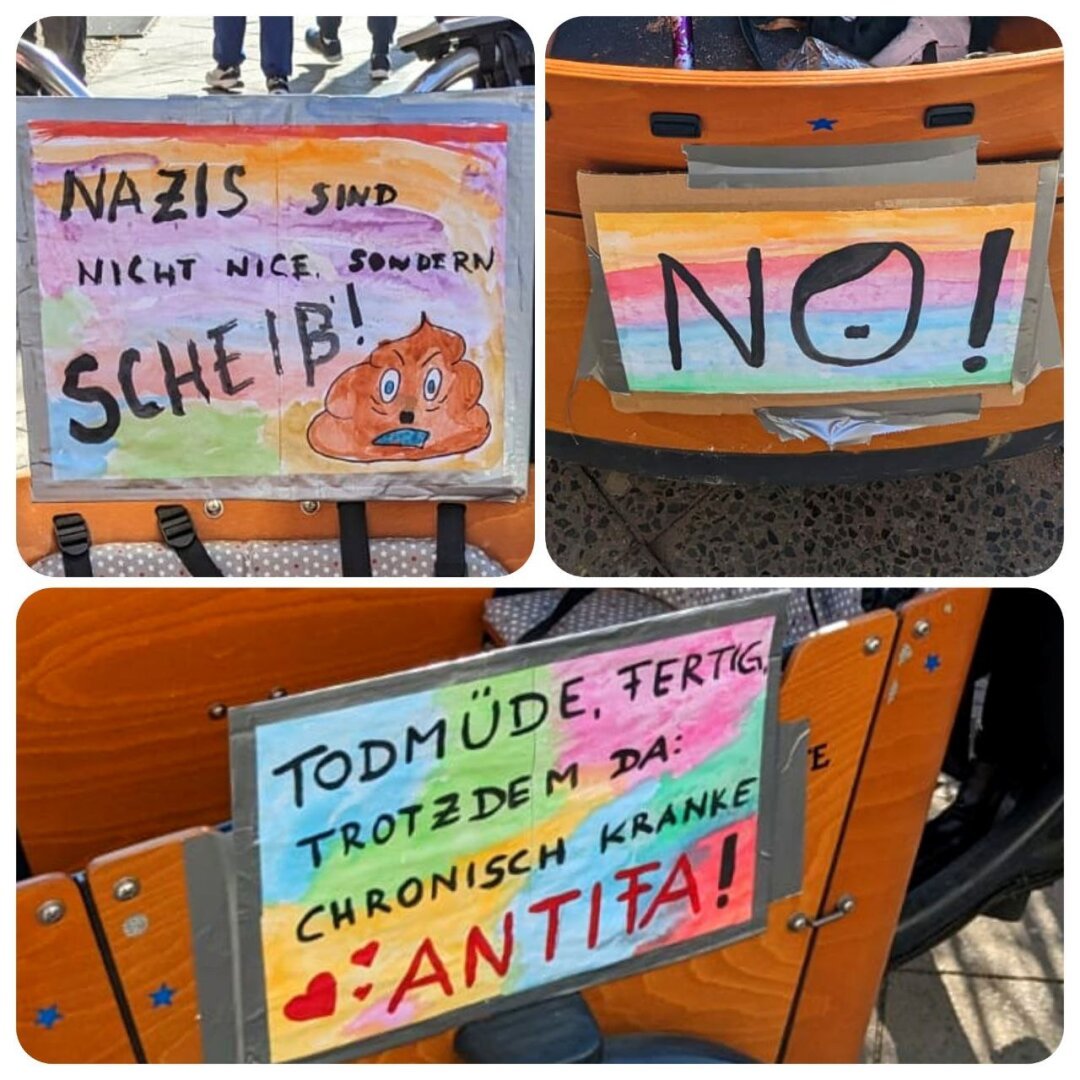 NAZIS SIND
NICHT NICE, SONDERN
SCHEIß!
NO!
TODMÜDE, FERTIG,
TROTZDEM DA:
CHRONISCH KRANKE
ANTIFA!